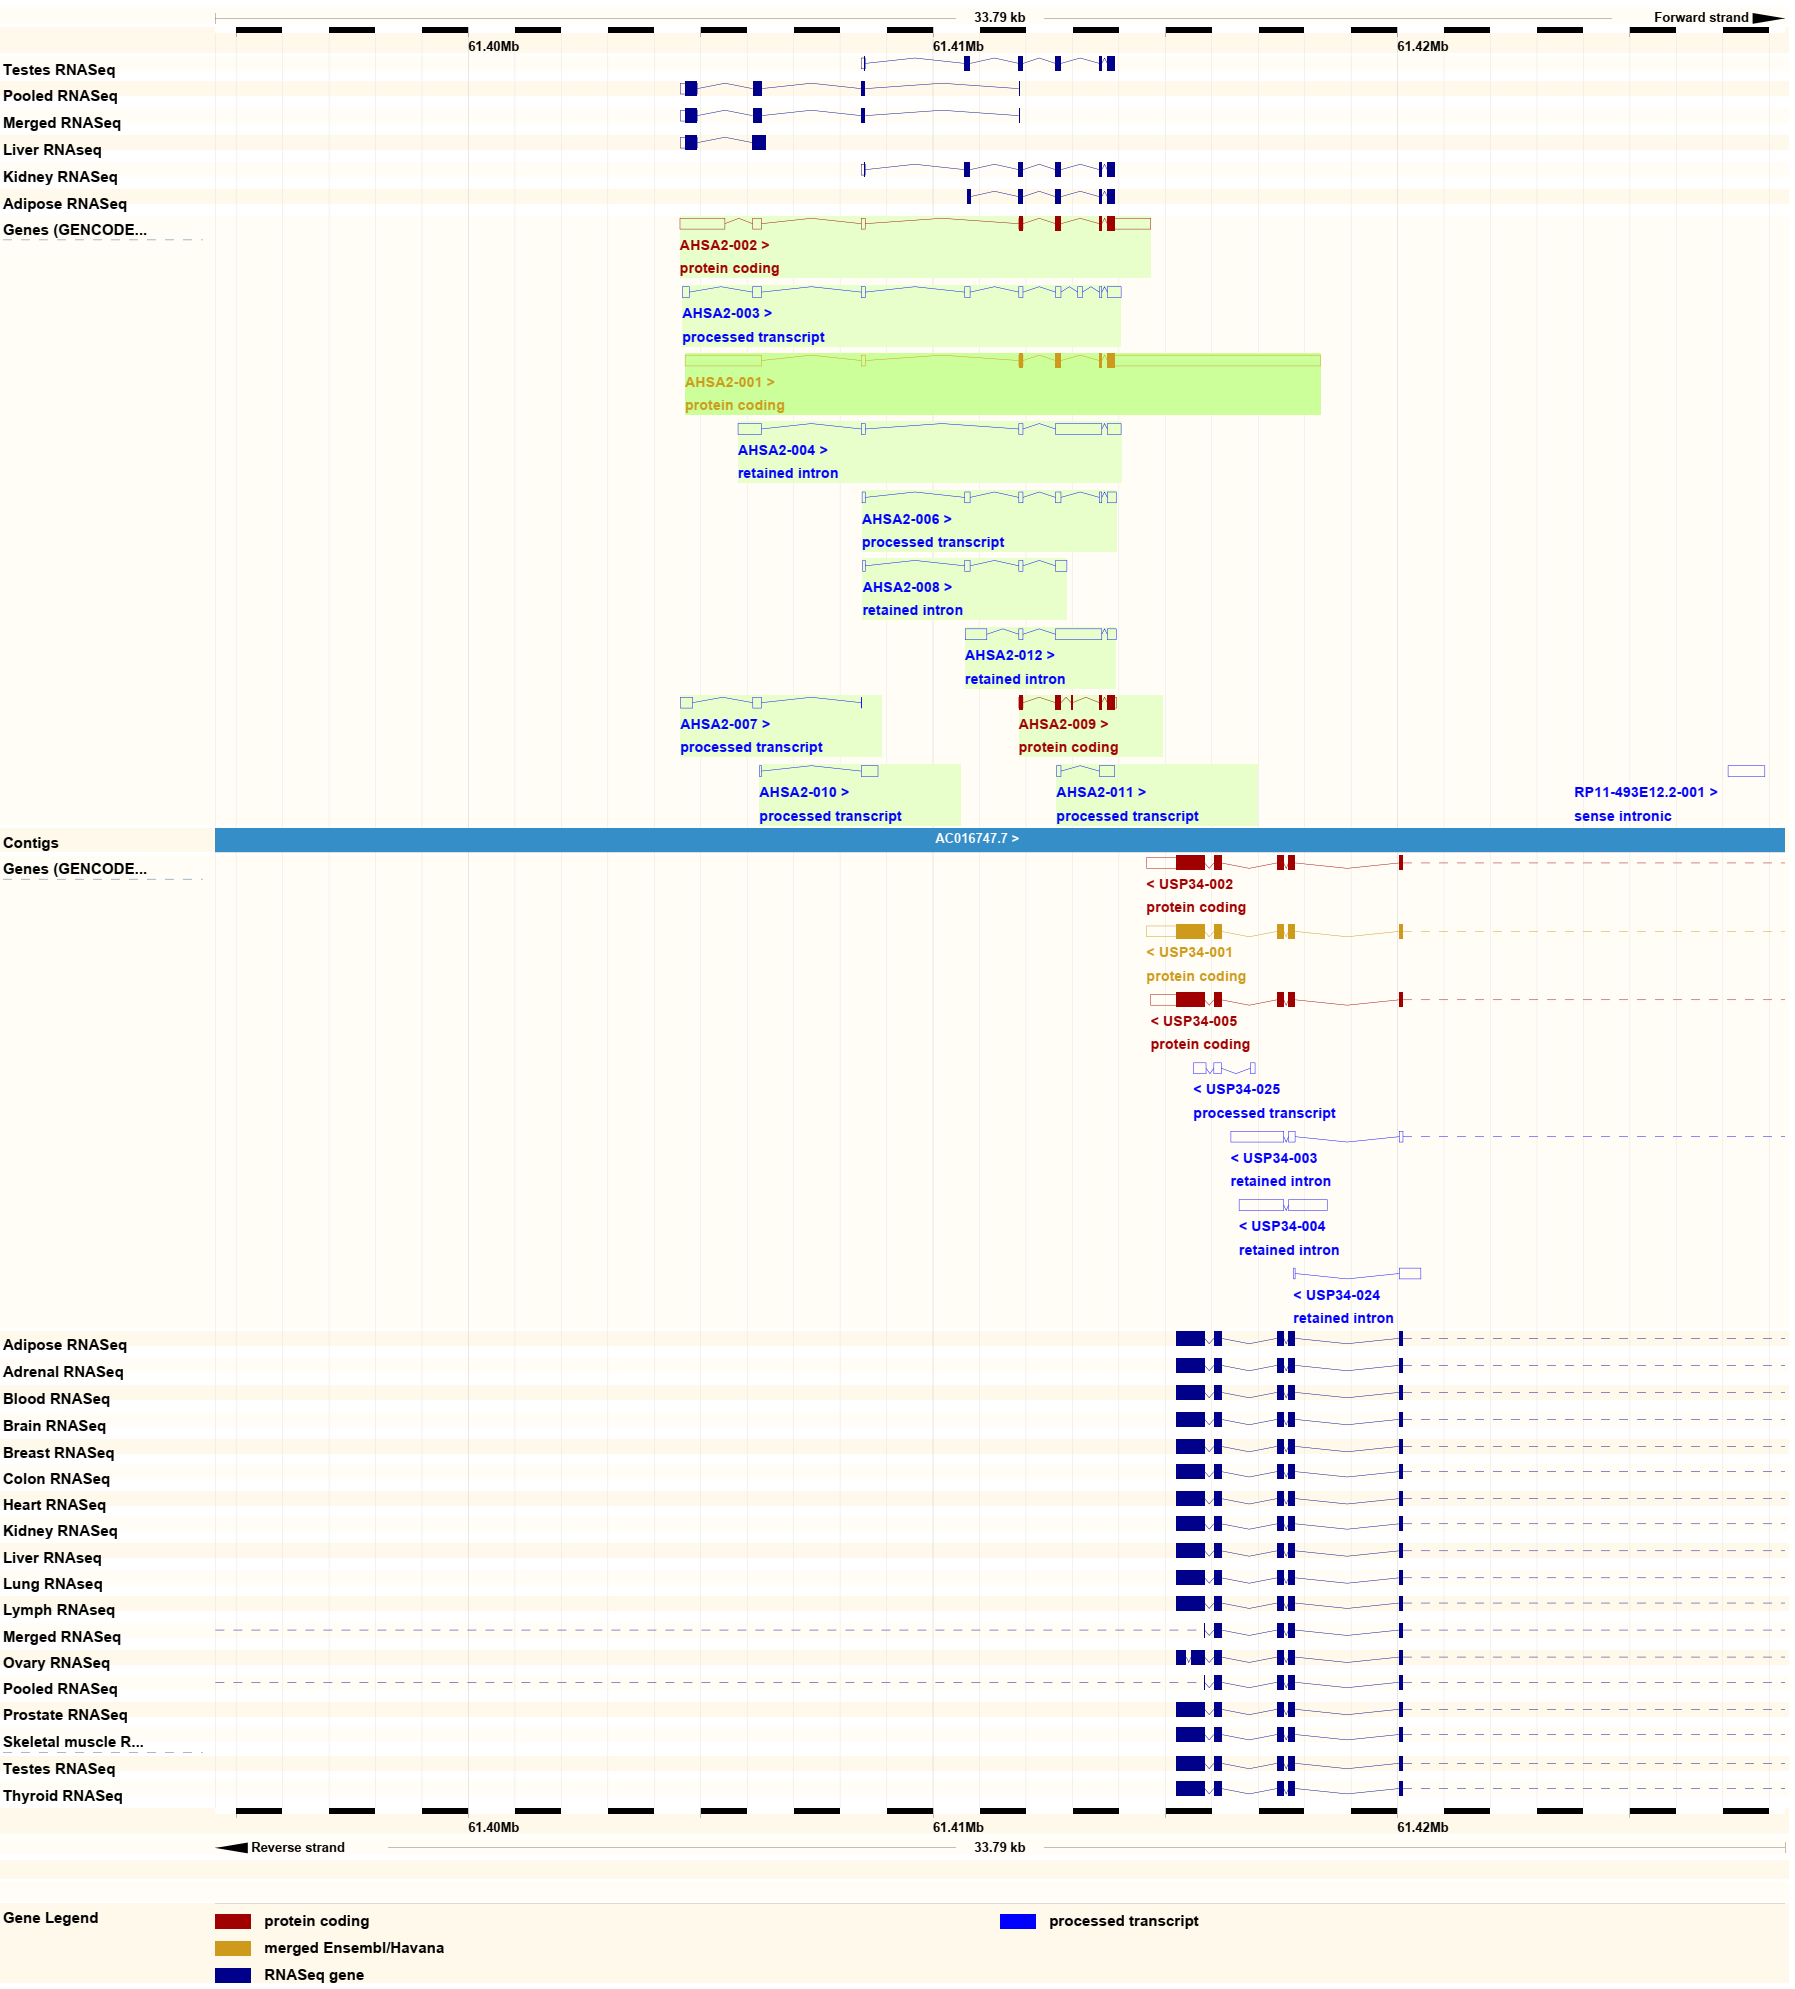 33.79 kb
Forward strand
61.40Mb 61.41Mb 61.42Mb
Testes RNASeq
Pooled RNASeq
Merged RNASeq
Liver RNAseq
Kidney RNASeq
Adipose RNASeq
Genes (GENCODE...
AHSA2-002 >
protein coding
AHSA2-003 >
processed transcript
AHSA2-001 >
protein coding
AHSA2-004 >
retained intron
AHSA2-006 >
processed transcript
AHSA2-008 >
retained intron
AHSA2-012 >
retained intron
AHSA2-007 > AHSA2-009 >
processed transcript protein coding
AHSA2-010 > AHSA2-011 > RP11-493E12.2-001 >
processed transcript processed transcript sense intronic
Contigs AC016747.7 >
Genes (GENCODE...
< USP34-002
protein coding
< USP34-001
protein coding
< USP34-005
protein coding
< USP34-025
processed transcript
< USP34-003
retained intron
< USP34-004
retained intron
< USP34-024
retained intron
Adipose RNASeq
Adrenal RNASeq
Blood RNASeq
Brain RNASeq
Breast RNASeq
Colon RNASeq
Heart RNASeq
Kidney RNASeq
Liver RNAseq
Lung RNAseq
Lymph RNAseq
Merged RNASeq
Ovary RNASeq
Pooled RNASeq
Prostate RNASeq
Skeletal muscle R...
Testes RNASeq
Thyroid RNASeq
61.40Mb 61.41Mb 61.42Mb
Reverse strand 33.79 kb
Gene Legend
protein coding processed transcript
merged Ensembl/Havana
RNASeq gene